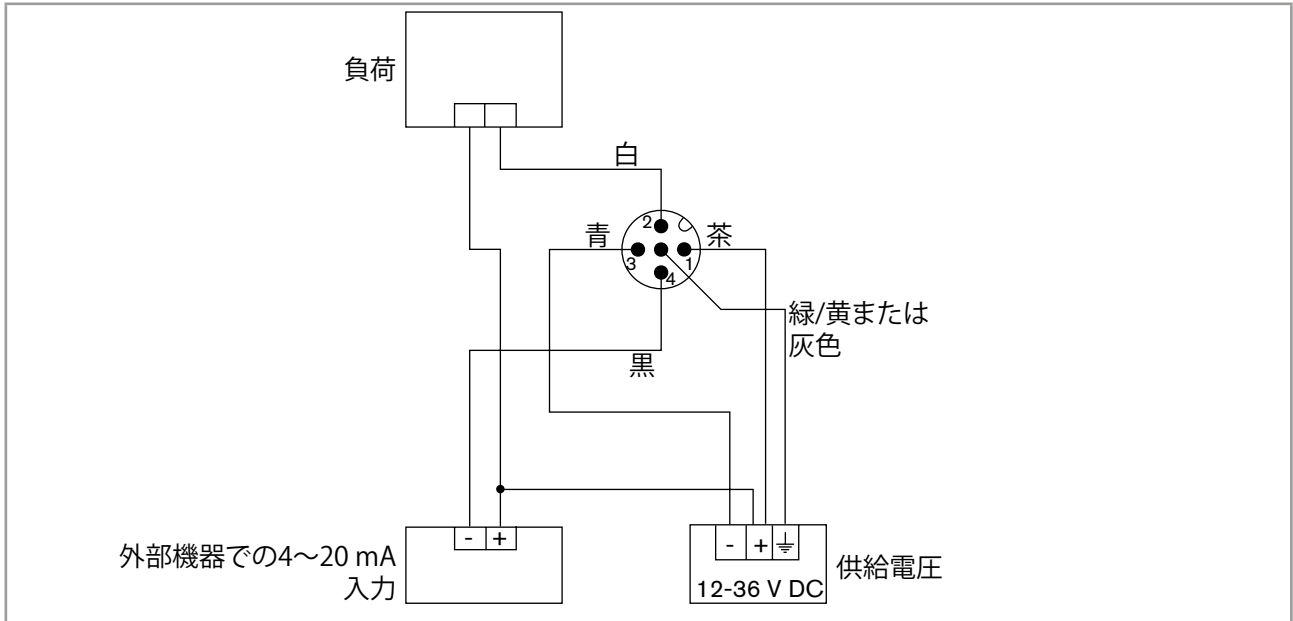 負荷
白
2
青
茶
3
1
4
緑/黄または
灰色
黒
- +
外部機器での4～20 mA
入力
- +
12-36 V DC
供給電圧